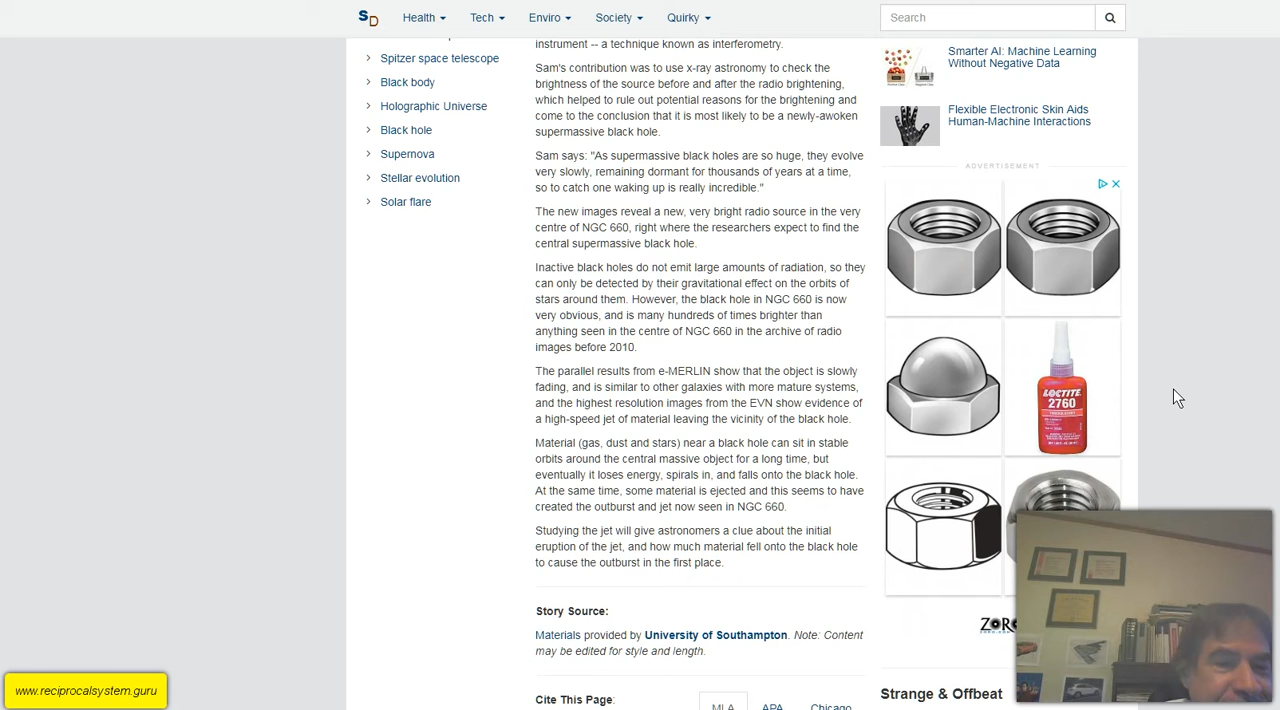 SD
Health
Tech
Enviro
Society
Quirky
Search
Spitzer space telescope
Black body
Holographic Universe
Black hole
Supernova
Stellar evolution
Solar flare
instrument -- a technique known as interferometry.
Sam's contribution was to use x-ray astronomy to check the
brightness of the source before and after the radio brightening,
which helped to rule out potential reasons for the brightening and
come to the conclusion that it is most likely to be a newly-awoken
supermassive black hole.
Sam says: "As supermassive black holes are so huge, they evolve
very slowly, remaining dormant for thousands of years at a time,
so to catch one waking up is really incredible."
The new images reveal a new, very bright radio source in the very
centre of NGC 660, right where the researchers expect to find the
central supermassive black hole.
Inactive black holes do not emit large amounts of radiation, so they
can only be detected by their gravitational effect on the orbits of
stars around them. However, the black hole in NGC 660 is now
very obvious, and is many hundreds of times brighter than
anything seen in the centre of NGC 660 in the archive of radio
images before 2010.
The parallel results from e-MERLIN show that the object is slowly
fading, and is similar to other galaxies with more mature systems,
and the highest resolution images from the EVN show evidence of
a high-speed jet of material leaving the vicinity of the black hole.
Material (gas, dust and stars) near a black hole can sit in stable
orbits around the central massive object for a long time, but
eventually it loses energy, spirals in, and falls onto the black hole.
At the same time, some material is ejected and this seems to have
created the outburst and jet now seen in NGC 660.
Studying the jet will give astronomers a clue about the initial
eruption of the jet, and how much material fell onto the black hole
to cause the outburst in the first place.
Story Source:
Materials provided by University of Southampton. Note: Content
may be edited for style and length.
Cite This Page:
MLA
APA
Chicago
Smarter AI: Machine Learning
Without Negative Data
Flexible Electronic Skin Aids
Human-Machine Interactions
ADVERTISEMENT
LOCTITE
2760
ZORO
Strange & Offbeat
www.reciprocalsystem.guru